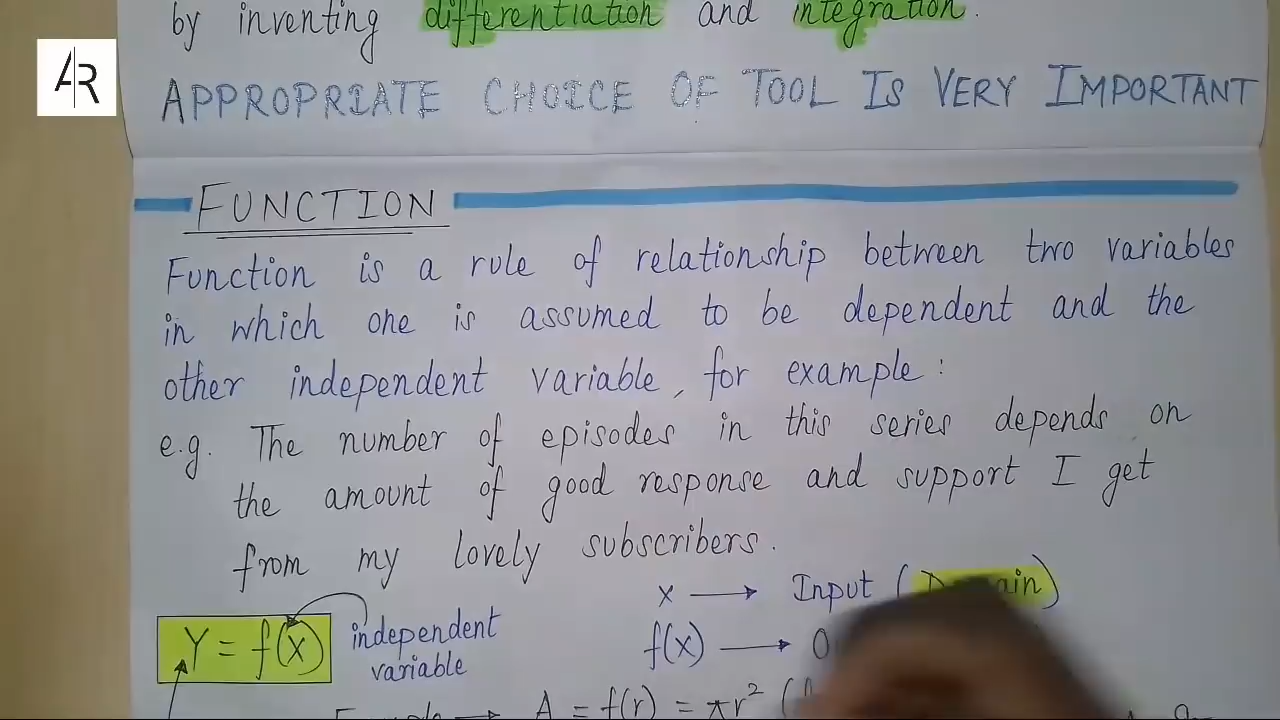 by inventing differentiation and integration.
AR
APPROPRIATE CHOICE OF TOOL IS VERY IMPORTANT
FUNCTION
Function is a rule of relationship between two variables
in which one is assumed to be dependent and the
other independent variable, for example:
e.g. The number of episodes in this series depends on
the amount of good response and support I get
from my lovely subscribers.
x → Input (Domain)
Y = f(x) independent
variable
f(x) →
A = f(r) = πr²